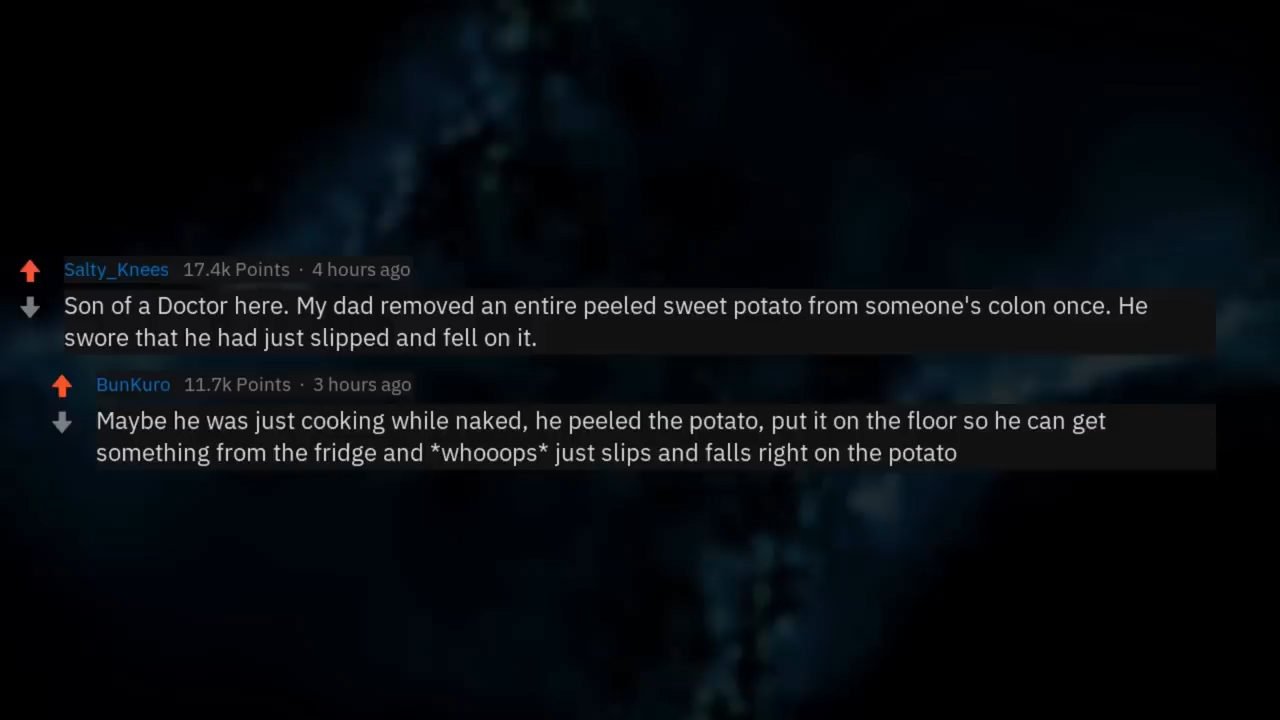 Salty_Knees 17.4k Points · 4 hours ago
Son of a Doctor here. My dad removed an entire peeled sweet potato from someone's colon once. He
swore that he had just slipped and fell on it.
BunKuro 11.7k Points · 3 hours ago
Maybe he was just cooking while naked, he peeled the potato, put it on the floor so he can get
something from the fridge and *whooops* just slips and falls right on the potato